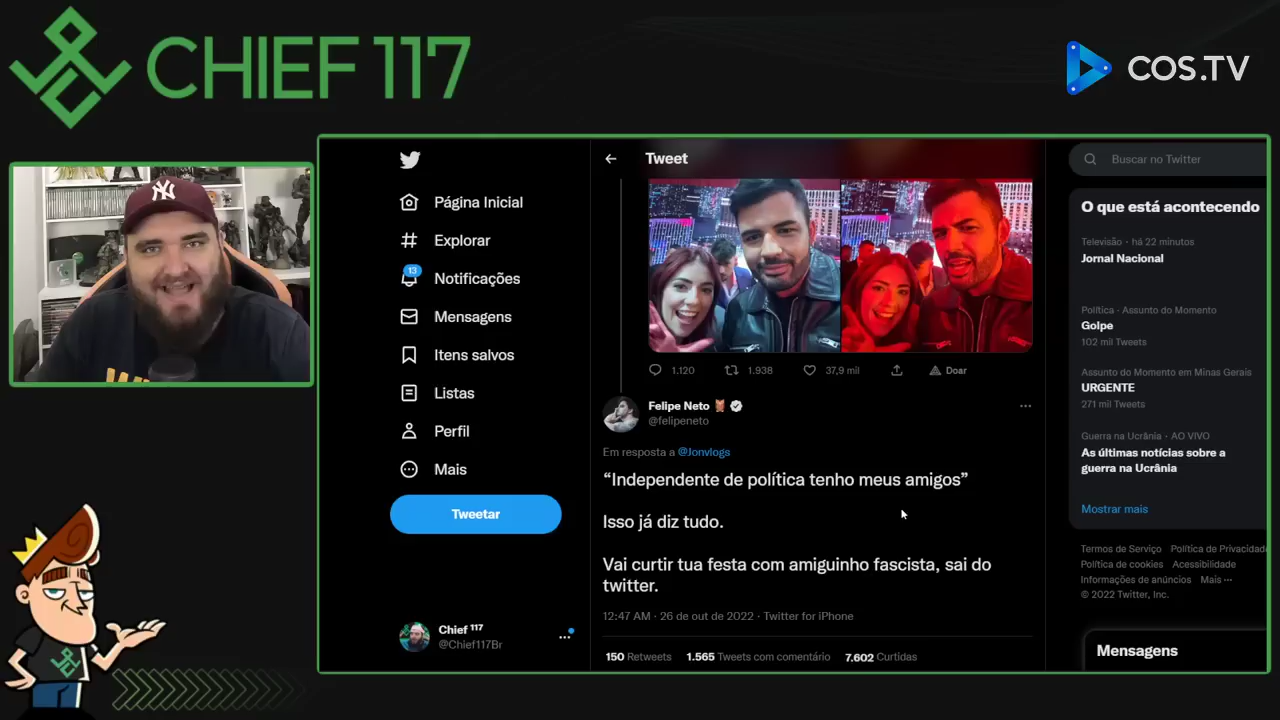 CHIEF 117
COS.TV
NY
Página Inicial
Explorar
13
Notificações
Mensagens
Itens salvos
Listas
Perfil
Mais
Tweetar
Chief 117
@Chief117Br
Tweet
1.120
1.938
37,9 mil
Doar
Felipe Neto
@felipeneto
Em resposta a @Jonvlogs
“Independente de política tenho meus amigos”
Isso já diz tudo.
Vai curtir tua festa com amiguinho fascista, sai do
twitter.
12:47 AM · 26 de out de 2022 · Twitter for iPhone
150 Retweets 1.565 Tweets com comentário 7.602 Curtidas
Buscar no Twitter
O que está acontecendo
Televisão · há 22 minutos
Jornal Nacional
Política · Assunto do Momento
Golpe
102 mil Tweets
Assunto do Momento em Minas Gerais
URGENTE
271 mil Tweets
Guerra na Ucrânia · AO VIVO
As últimas notícias sobre a
guerra na Ucrânia
Mostrar mais
Termos de Serviço Política de Privacidade
Política de cookies Acessibilidade
Informações de anúncios Mais ···
© 2022 Twitter, Inc.
Mensagens